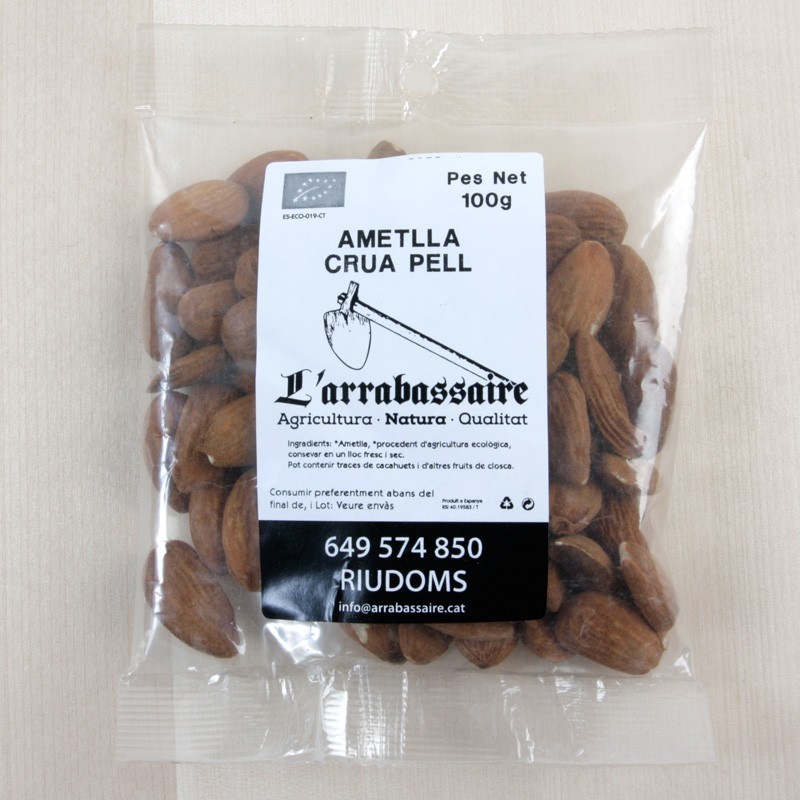 Pes Net
100g
ES-ECO-019-CT
AMETLLA
CRUA PELL
L'arrabassaire
Agricultura · Natura · Qualitat
Ingredients: *Ametlla, *procedent d'agricultura ecològica,
consevar en un lloc fresc i sec.
Pot contenir traces de cacahuets i d'altres fruits de closca.
Consumir preferentment abans del
final de, i Lot: Veure envàs
Produït a Espanya
RSI 40.19583 / T
649 574 850
RIUDOMS
info@arrabassaire.cat